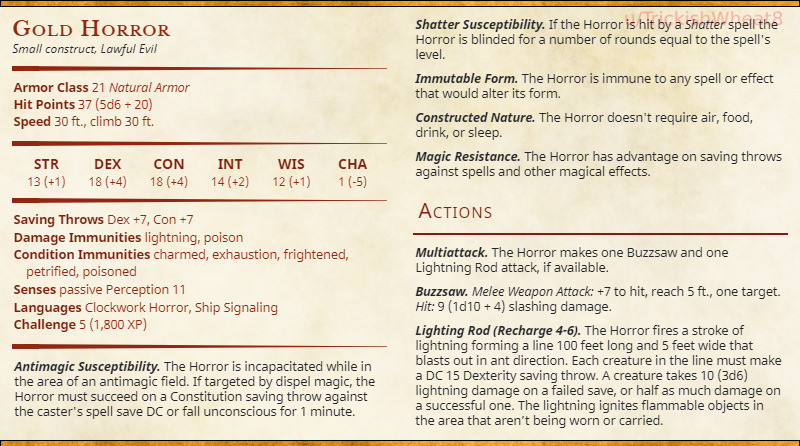 GOLD HORROR
Small construct, Lawful Evil
Armor Class 21 Natural Armor
Hit Points 37 (5d6 + 20)
Speed 30 ft., climb 30 ft.
STR DEX CON INT WIS CHA
13 (+1) 18 (+4) 18 (+4) 14 (+2) 12 (+1) 1 (-5)
Saving Throws Dex +7, Con +7
Damage Immunities lightning, poison
Condition Immunities charmed, exhaustion, frightened,
petrified, poisoned
Senses passive Perception 11
Languages Clockwork Horror, Ship Signaling
Challenge 5 (1,800 XP)
Antimagic Susceptibility. The Horror is incapacitated while in
the area of an antimagic field. If targeted by dispel magic, the
Horror must succeed on a Constitution saving throw against
the caster's spell save DC or fall unconscious for 1 minute.
u/TrickishWheat8
Shatter Susceptibility. If the Horror is hit by a Shatter spell the
Horror is blinded for a number of rounds equal to the spell's
level.
Immutable Form. The Horror is immune to any spell or effect
that would alter its form.
Constructed Nature. The Horror doesn't require air, food,
drink, or sleep.
Magic Resistance. The Horror has advantage on saving throws
against spells and other magical effects.
ACTIONS
Multiattack. The Horror makes one Buzzsaw and one
Lightning Rod attack, if available.
Buzzsaw. Melee Weapon Attack: +7 to hit, reach 5 ft., one target.
Hit: 9 (1d10 + 4) slashing damage.
Lighting Rod (Recharge 4-6). The Horror fires a stroke of
lightning forming a line 100 feet long and 5 feet wide that
blasts out in ant direction. Each creature in the line must make
a DC 15 Dexterity saving throw. A creature takes 10 (3d6)
lightning damage on a failed save, or half as much damage on
a successful one. The lightning ignites flammable objects in
the area that aren't being worn or carried.